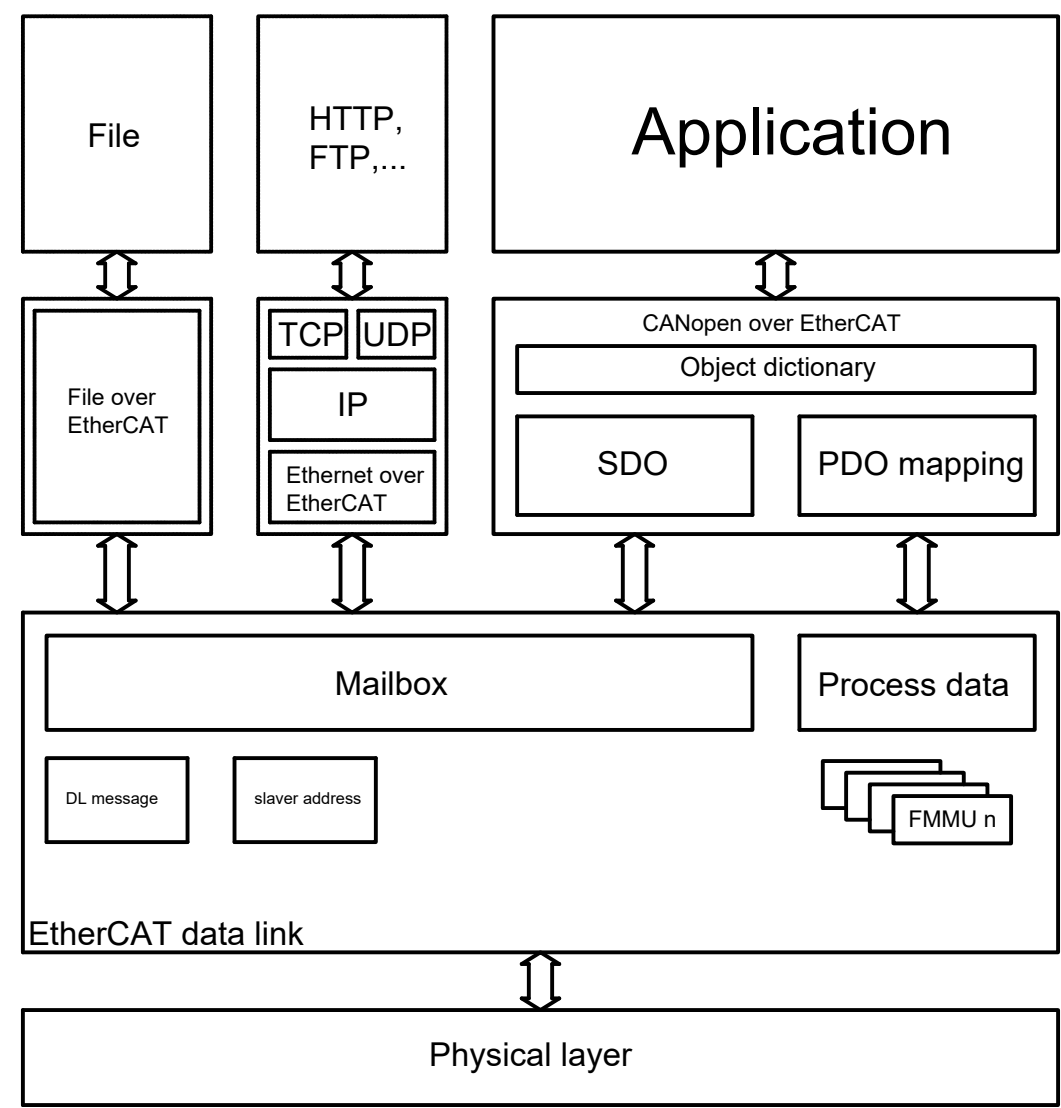 File
HTTP,
FTP,...
Application
File over
EtherCAT
TCP
UDP
IP
Ethernet over
EtherCAT
CANopen over EtherCAT
Object dictionary
SDO
PDO mapping
Mailbox
Process data
DL message
slaver address
FMMU n
EtherCAT data link
Physical layer